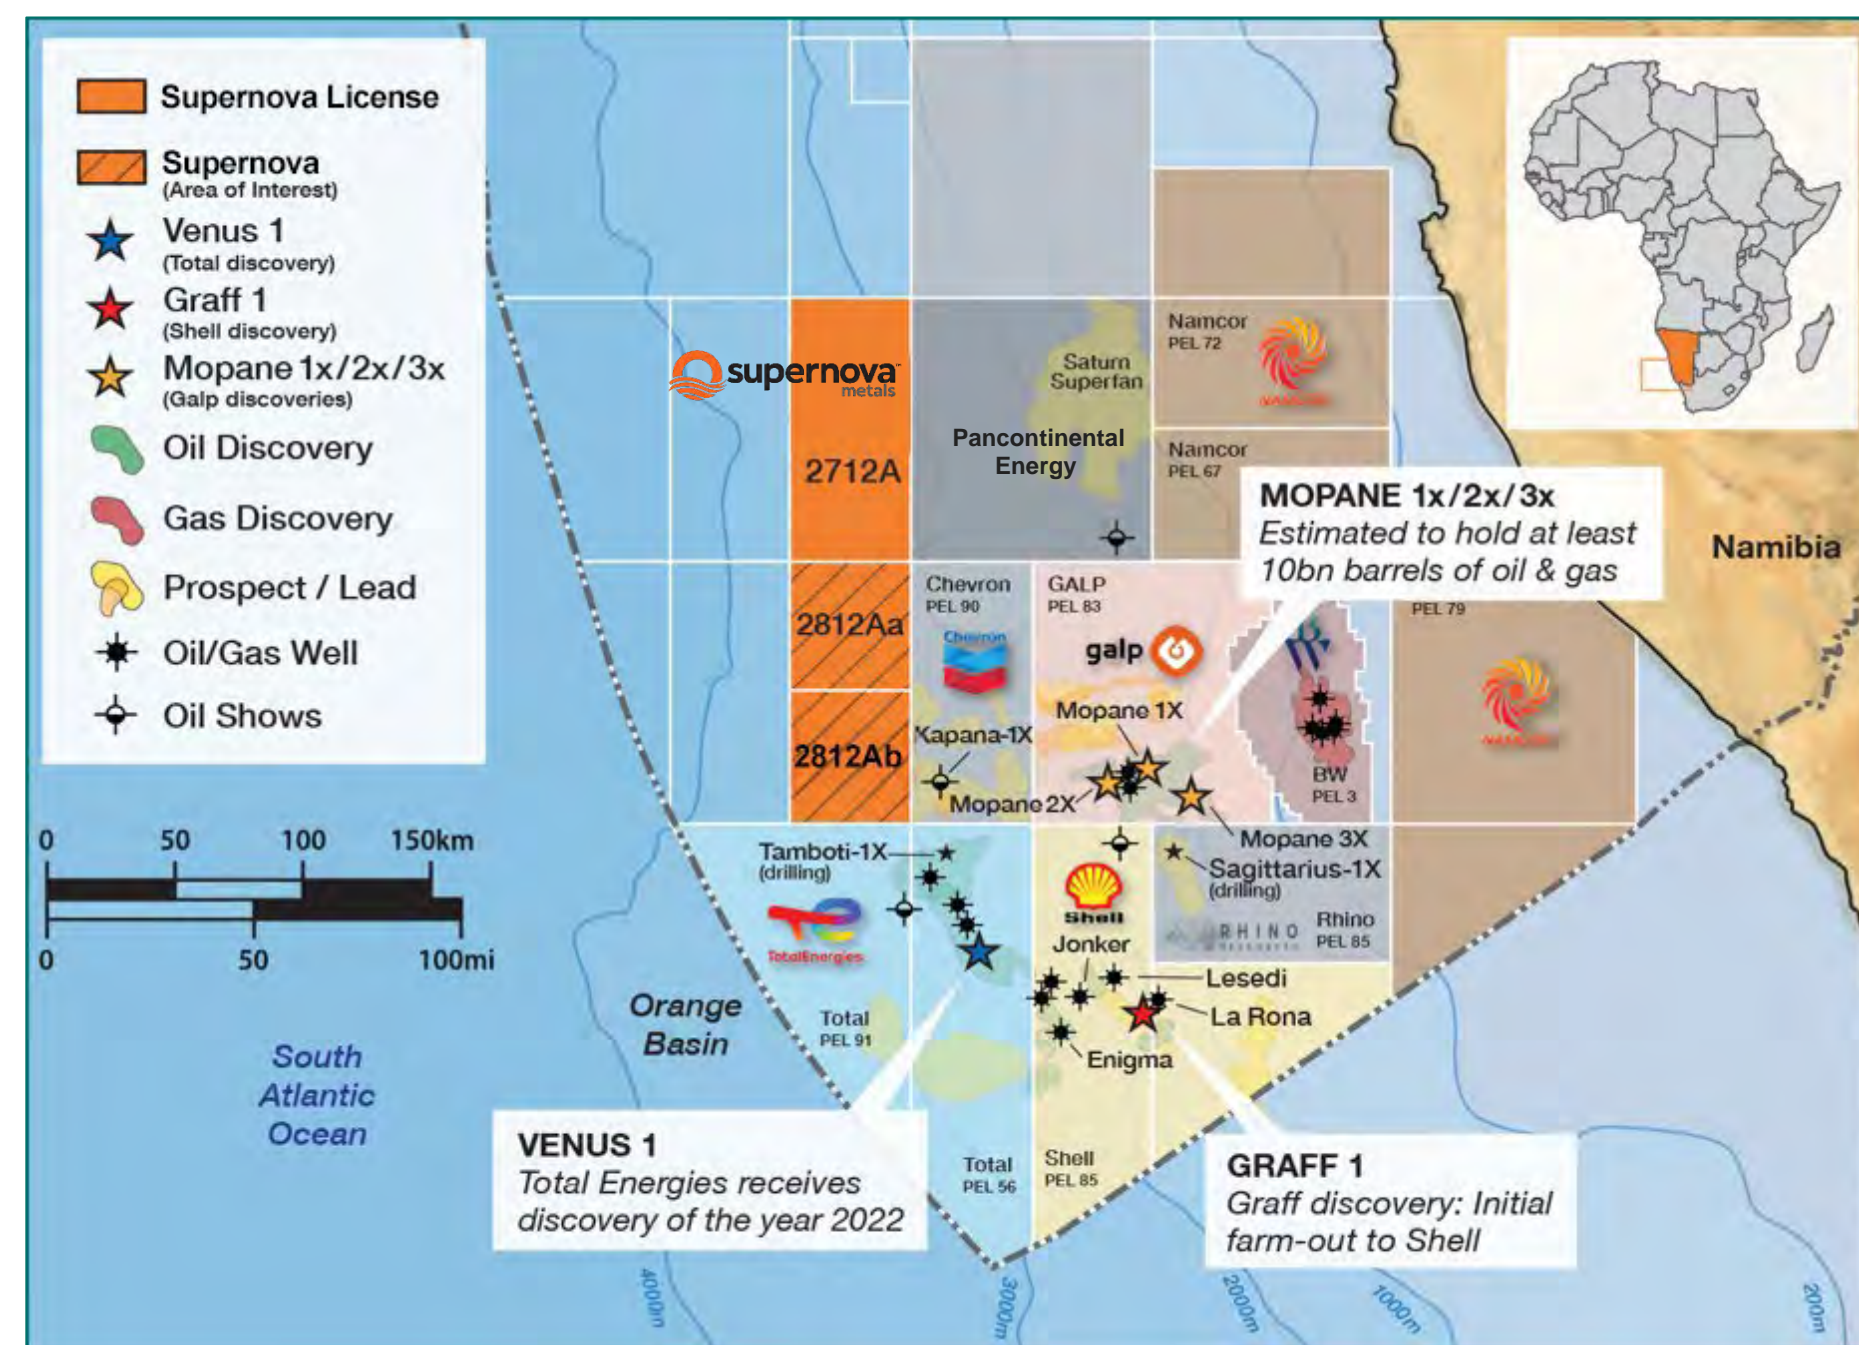 Supernova License
Supernova
(Area of Interest)
Venus 1
(Total discovery)
Graff 1
(Shell discovery)
Mopane 1x/2x/3x
(Galp discoveries)
Oil Discovery
Gas Discovery
Prospect / Lead
Oil/Gas Well
Oil Shows
0 50 100 150km
0 50 100mi
supernova™
metals
2712A
2812Aa
2812Ab
Saturn
Superfan
Pancontinental
Energy
Namcor
PEL 72
NAMCOR
Namcor
PEL 67
MOPANE 1x/2x/3x
Estimated to hold at least
10bn barrels of oil & gas
Namibia
Chevron
PEL 90
Chevron
GALP
PEL 83
galp
PEL 79
NAMCOR
Mopane 1X
Kapana-1X
Mopane 2X
Mopane 3X
BW
PEL 3
Tamboti-1X
(drilling)
TotalEnergies
Shell
Sagittarius-1X
(drilling)
RHINO
Rhino
PEL 85
Jonker
Lesedi
La Rona
Enigma
Orange
Basin
Total
PEL 91
South
Atlantic
Ocean
VENUS 1
Total Energies receives
discovery of the year 2022
Total
PEL 56
Shell
PEL 85
GRAFF 1
Graff discovery: Initial
farm-out to Shell
4000m
3000m
2000m
1000m
200m